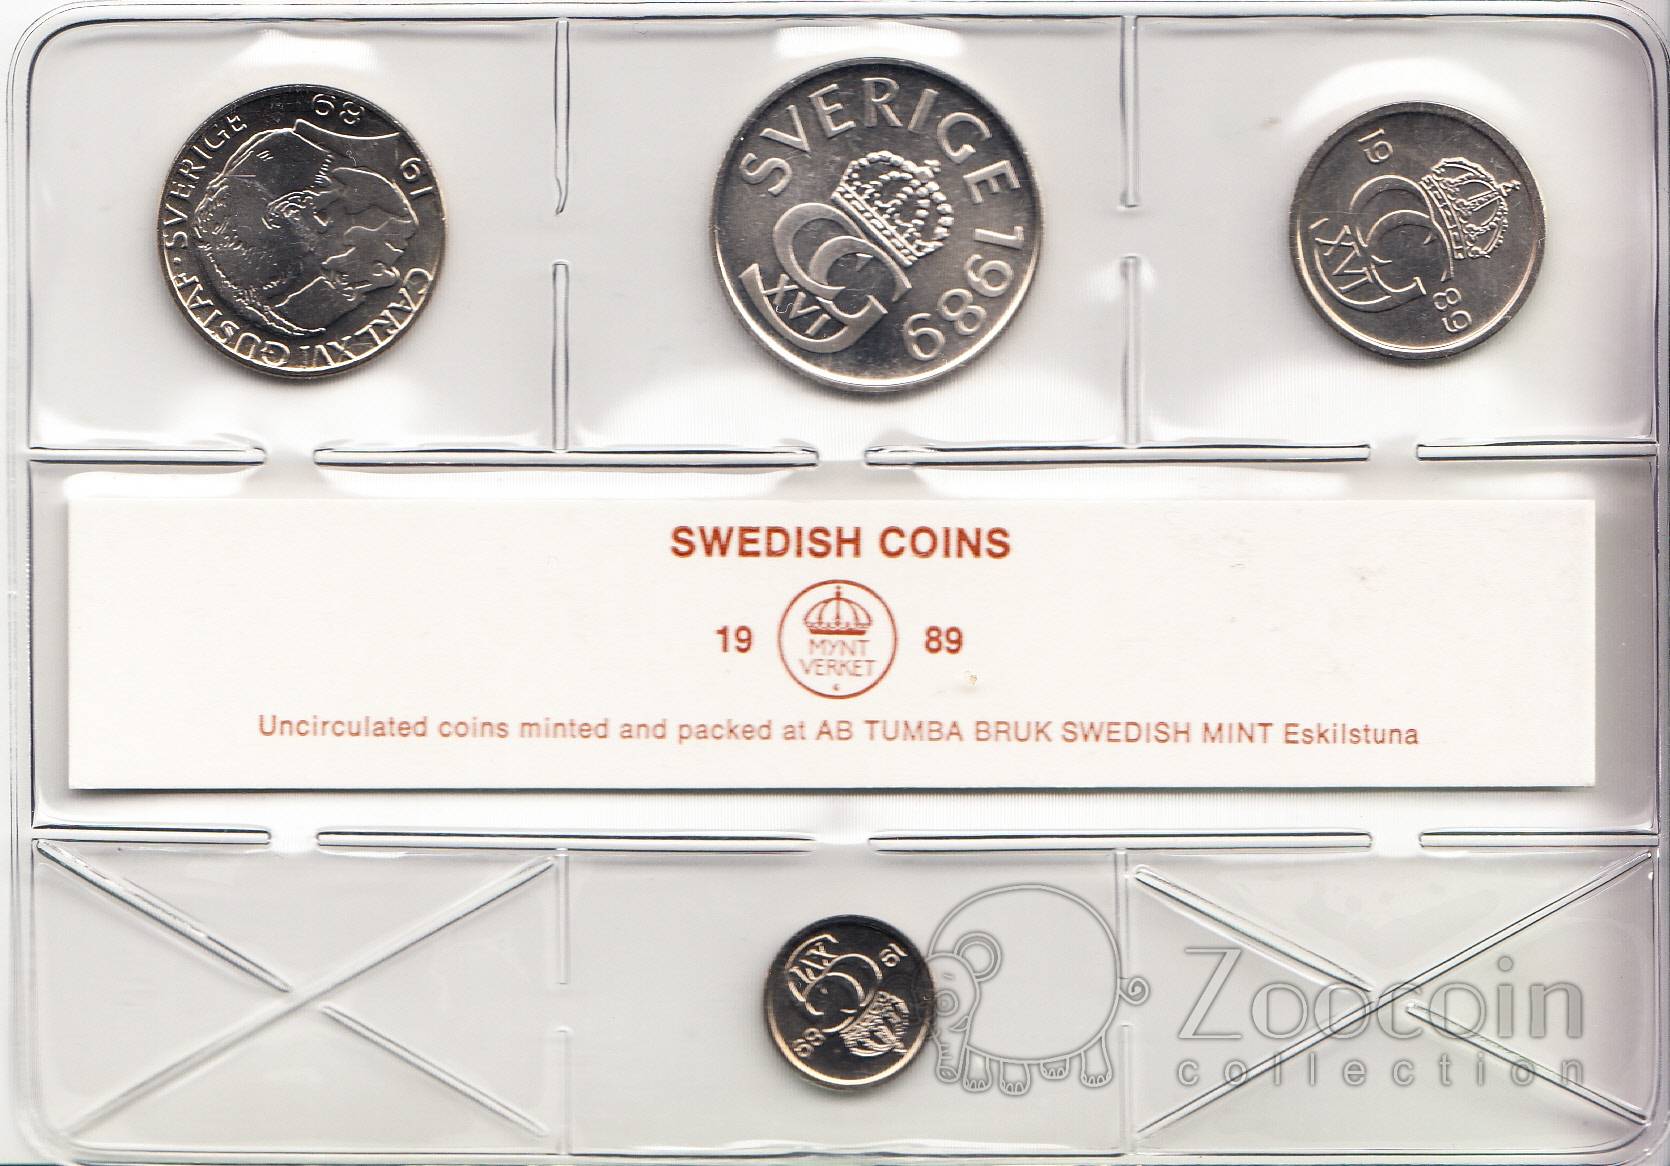 CARL XVI GUSTAF · SVERIGE
19 89
SVERIGE 1989
XVI
19 89
XVI
SWEDISH COINS
19 89
MYNT
VERKET
Uncirculated coins minted and packed at AB TUMBA BRUK SWEDISH MINT Eskilstuna
19 89
XVI
Zoocoin
collection